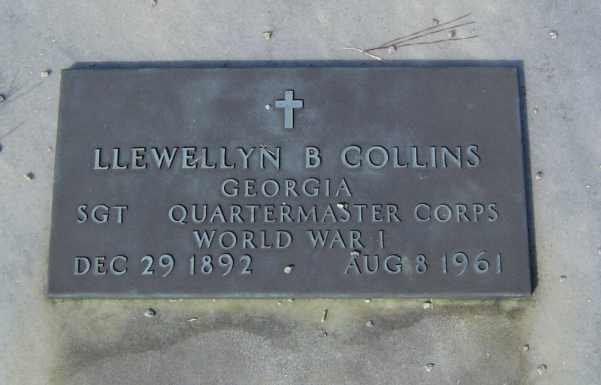 LLEWELLYN B COLLINS
GEORGIA
SGT QUARTERMASTER CORPS
WORLD WAR I
DEC 29 1892 AUG 8 1961